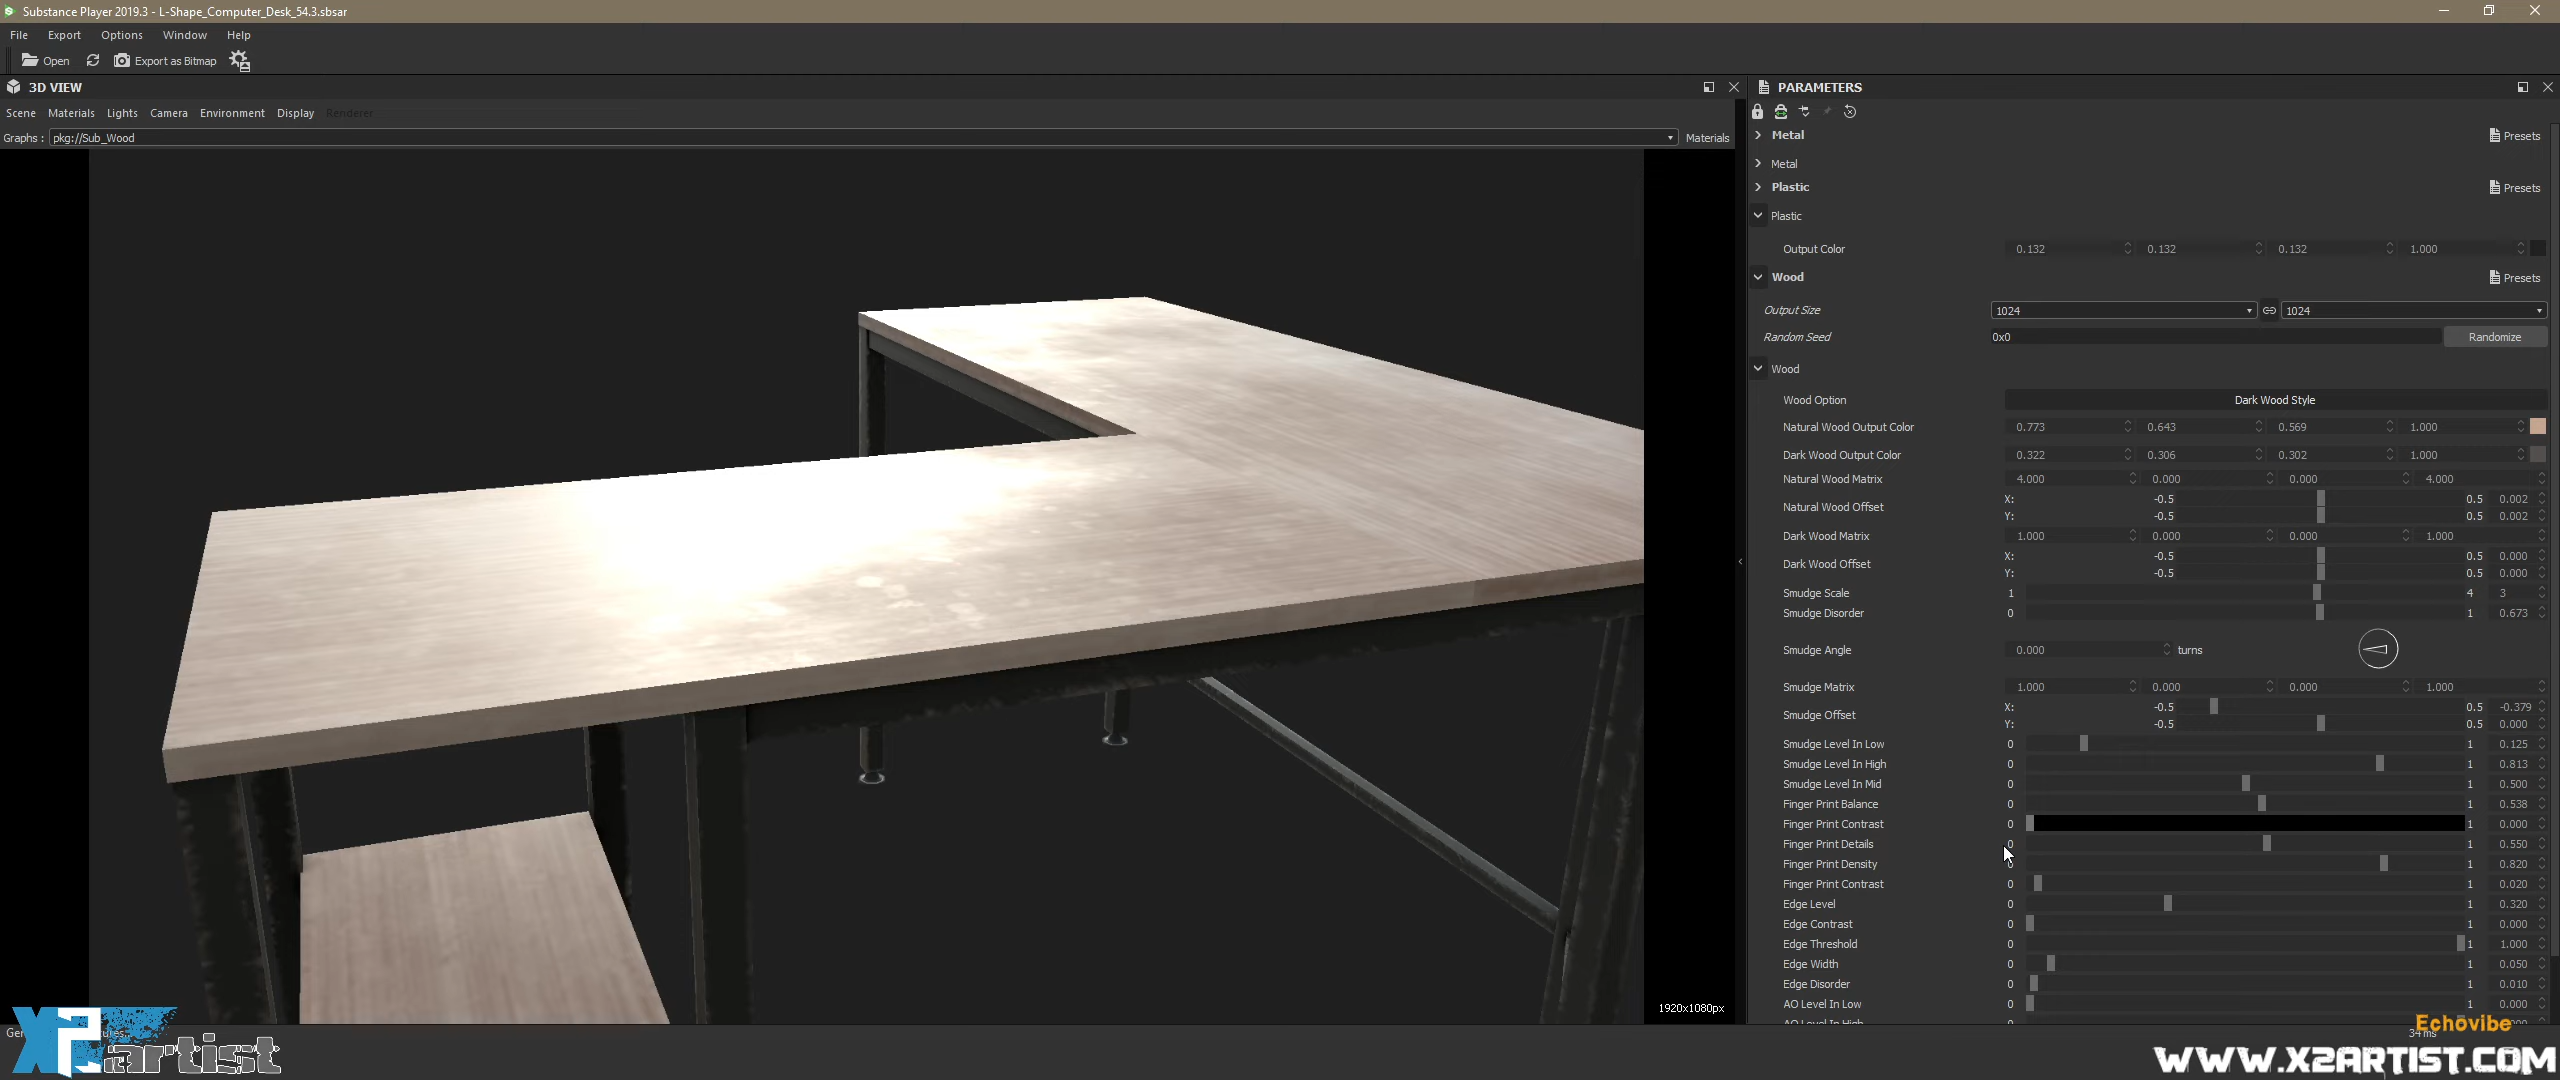 Substance Player 2019.3 - L-Shape_Computer_Desk_54.3.sbsar
File Export Options Window Help
Open Export as Bitmap
3D VIEW
Scene Materials Lights Camera Environment Display Renderer
Graphs : pkg://Sub_Wood Materials
1920x1080px
PARAMETERS
Metal Presets
Metal
Plastic Presets
Plastic
Output Color 0.132 0.132 0.132 1.000
Wood Presets
Output Size 1024 1024
Random Seed 0x0 Randomize
Wood
Wood Option Dark Wood Style
Natural Wood Output Color 0.773 0.643 0.569 1.000
Dark Wood Output Color 0.322 0.306 0.302 1.000
Natural Wood Matrix 4.000 0.000 0.000 4.000
Natural Wood Offset
X: -0.5 0.5 0.002
Y: -0.5 0.5 0.002
Dark Wood Matrix 1.000 0.000 0.000 1.000
Dark Wood Offset
X: -0.5 0.5 0.000
Y: -0.5 0.5 0.000
Smudge Scale 1 4 3
Smudge Disorder 0 1 0.673
Smudge Angle 0.000 turns
Smudge Matrix 1.000 0.000 0.000 1.000
Smudge Offset
X: -0.5 0.5 -0.379
Y: -0.5 0.5 0.000
Smudge Level In Low 0 1 0.125
Smudge Level In High 0 1 0.813
Smudge Level In Mid 0 1 0.500
Finger Print Balance 0 1 0.538
Finger Print Contrast 0 1 0.000
Finger Print Details 0 1 0.550
Finger Print Density 0 1 0.820
Finger Print Contrast 0 1 0.020
Edge Level 0 1 0.320
Edge Contrast 0 1 0.000
Edge Threshold 0 1 1.000
Edge Width 0 1 0.050
Edge Disorder 0 1 0.010
AO Level In Low 0 1 0.000
AO Level In High 0
Echovibe
34 ms
X2artist
WWW.X2ARTIST.COM